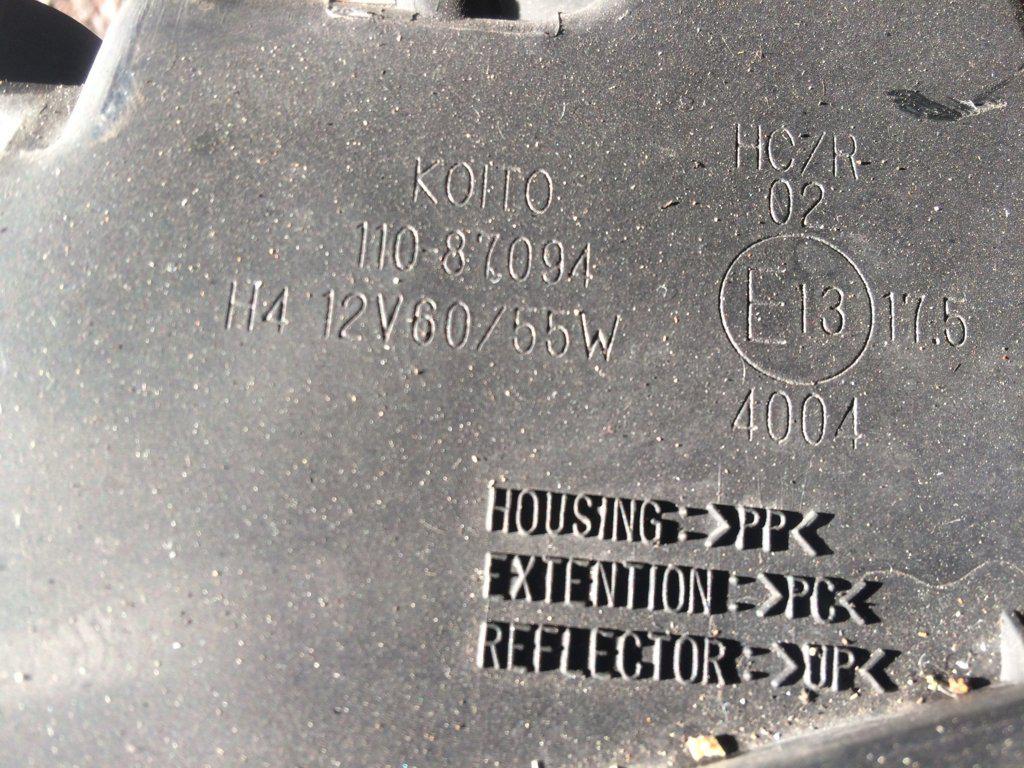 KOITO
110-87094
H4 12V60/55W
HC/R
02
E13 17.5
4004
HOUSING:>PP<
EXTENTION:>PC<
REFLECTOR:>UP<